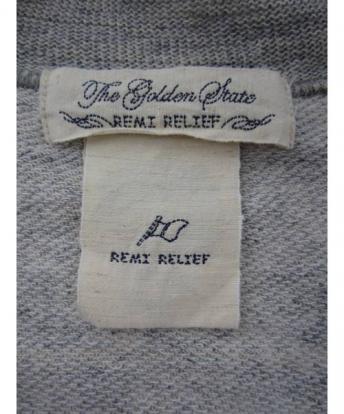 The Golden State
REMI RELIEF
REMI RELIEF